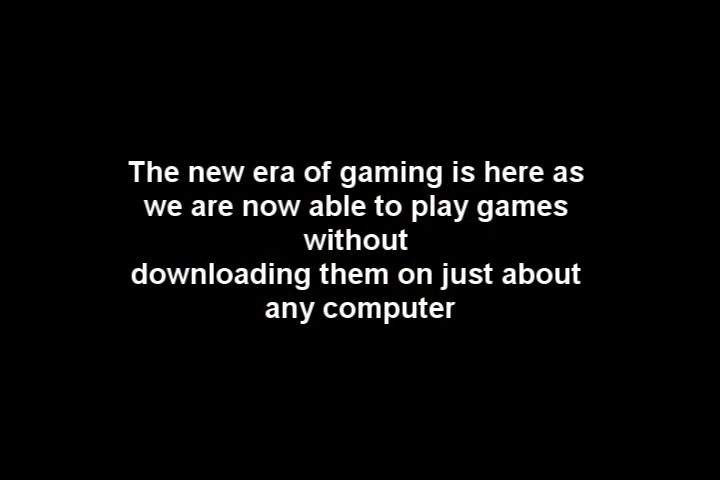 The new era of gaming is here as
we are now able to play games
without
downloading them on just about
any computer